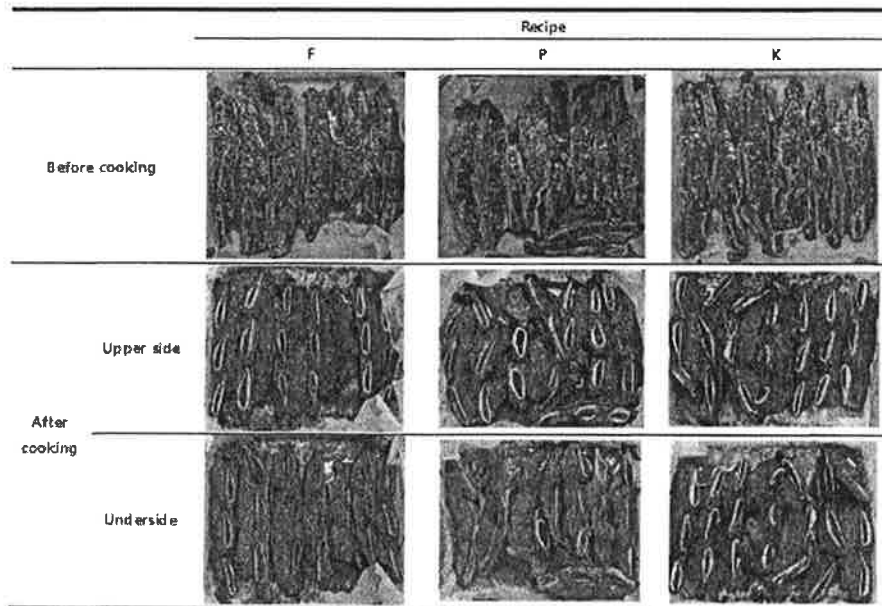 Recipe
F P K
Before cooking
Upper side
After
cooking
Underside